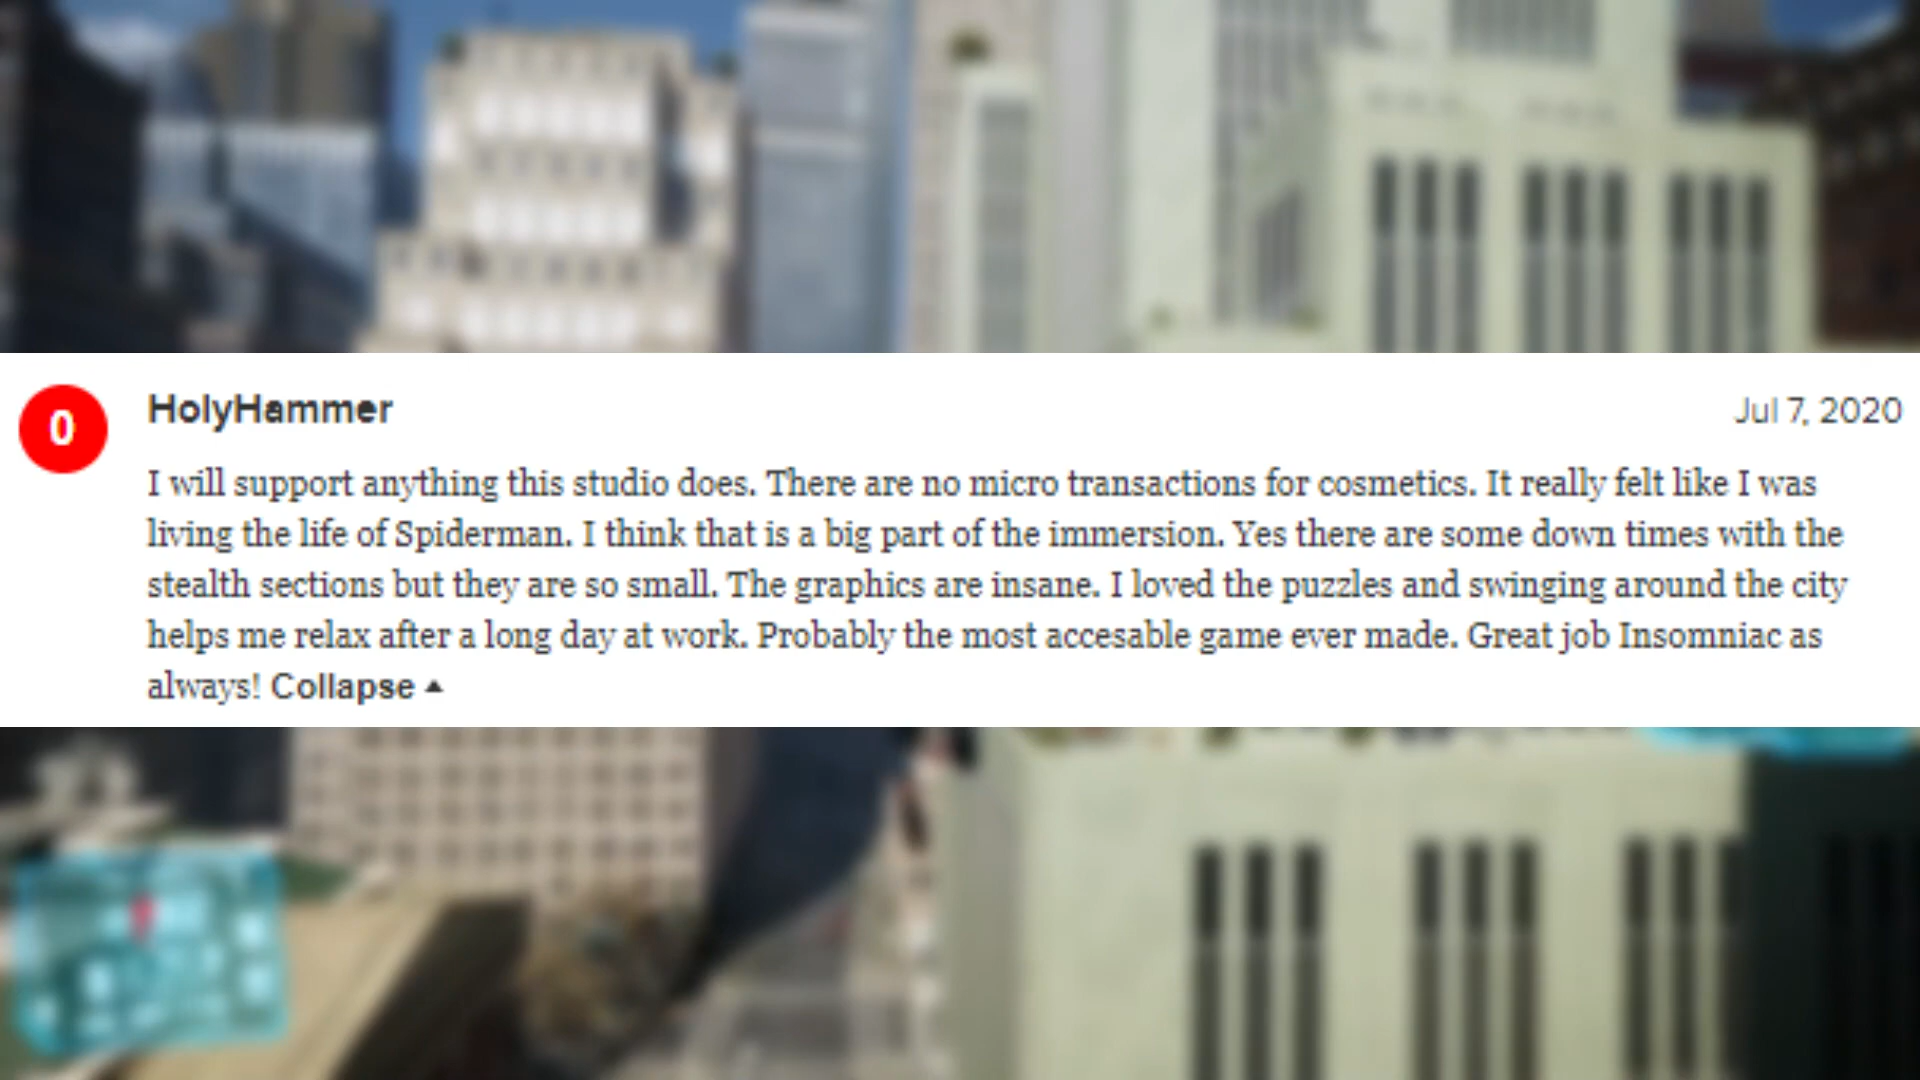 0
HolyHammer
Jul 7, 2020
I will support anything this studio does. There are no micro transactions for cosmetics. It really felt like I was
living the life of Spiderman. I think that is a big part of the immersion. Yes there are some down times with the
stealth sections but they are so small. The graphics are insane. I loved the puzzles and swinging around the city
helps me relax after a long day at work. Probably the most accesable game ever made. Great job Insomniac as
always! Collapse ▲